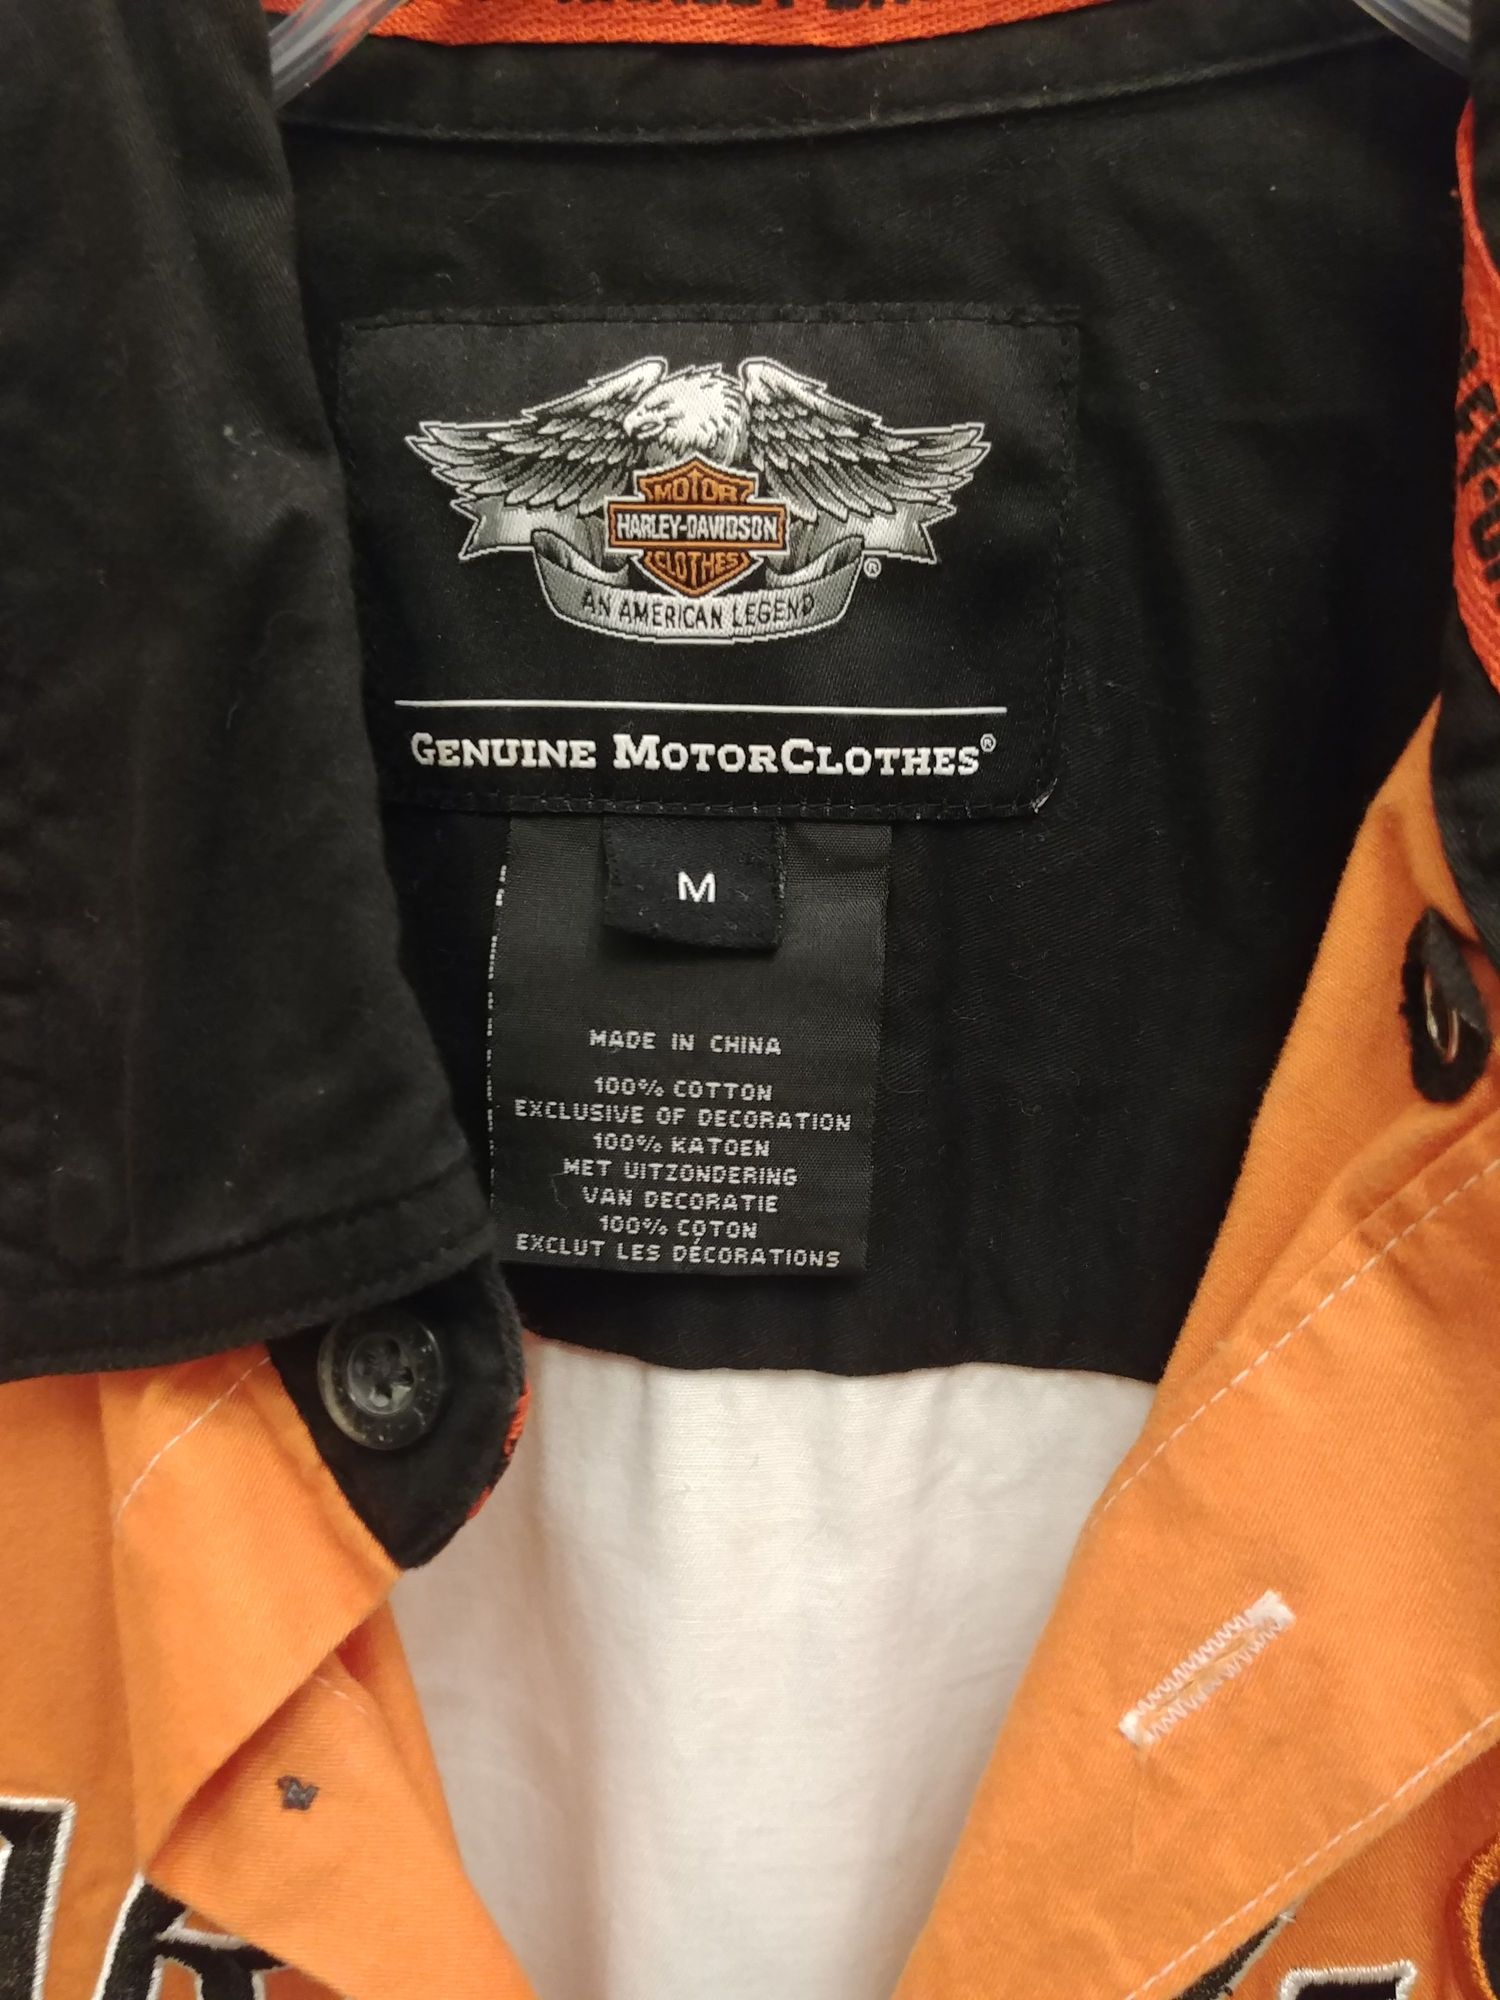 MOTOR
HARLEY-DAVIDSON
CLOTHES
®
AN AMERICAN LEGEND
GENUINE MOTORCLOTHES®
M
MADE IN CHINA
100% COTTON
EXCLUSIVE OF DECORATION
100% KATOEN
MET UITZONDERING
VAN DECORATIE
100% COTON
EXCLUT LES DÉCORATIONS